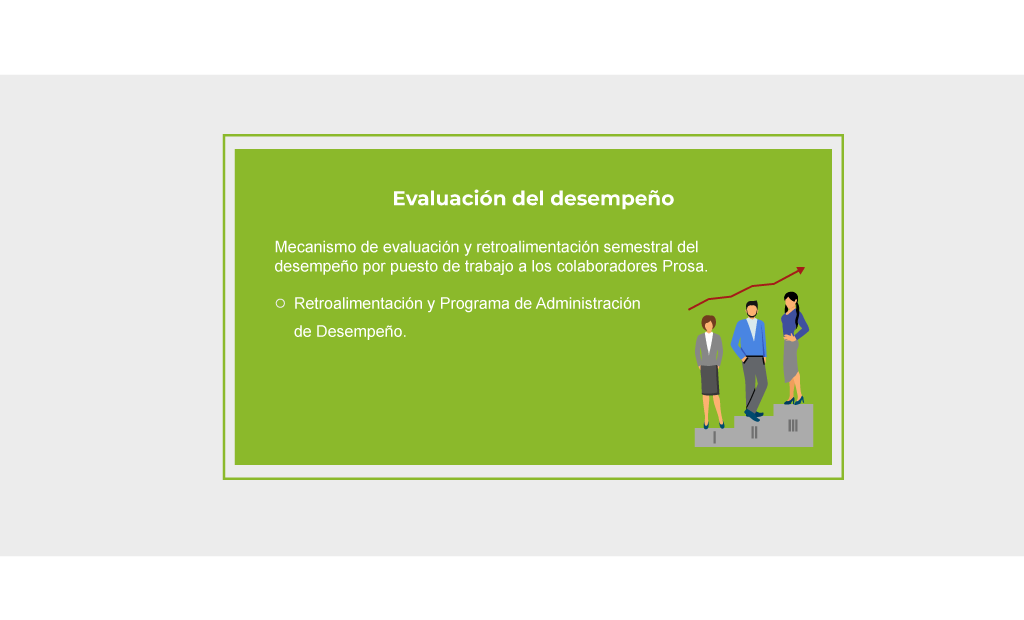 Evaluación del desempeño
Mecanismo de evaluación y retroalimentación semestral del
desempeño por puesto de trabajo a los colaboradores Prosa.
Retroalimentación y Programa de Administración
de Desempeño.
I
II
III